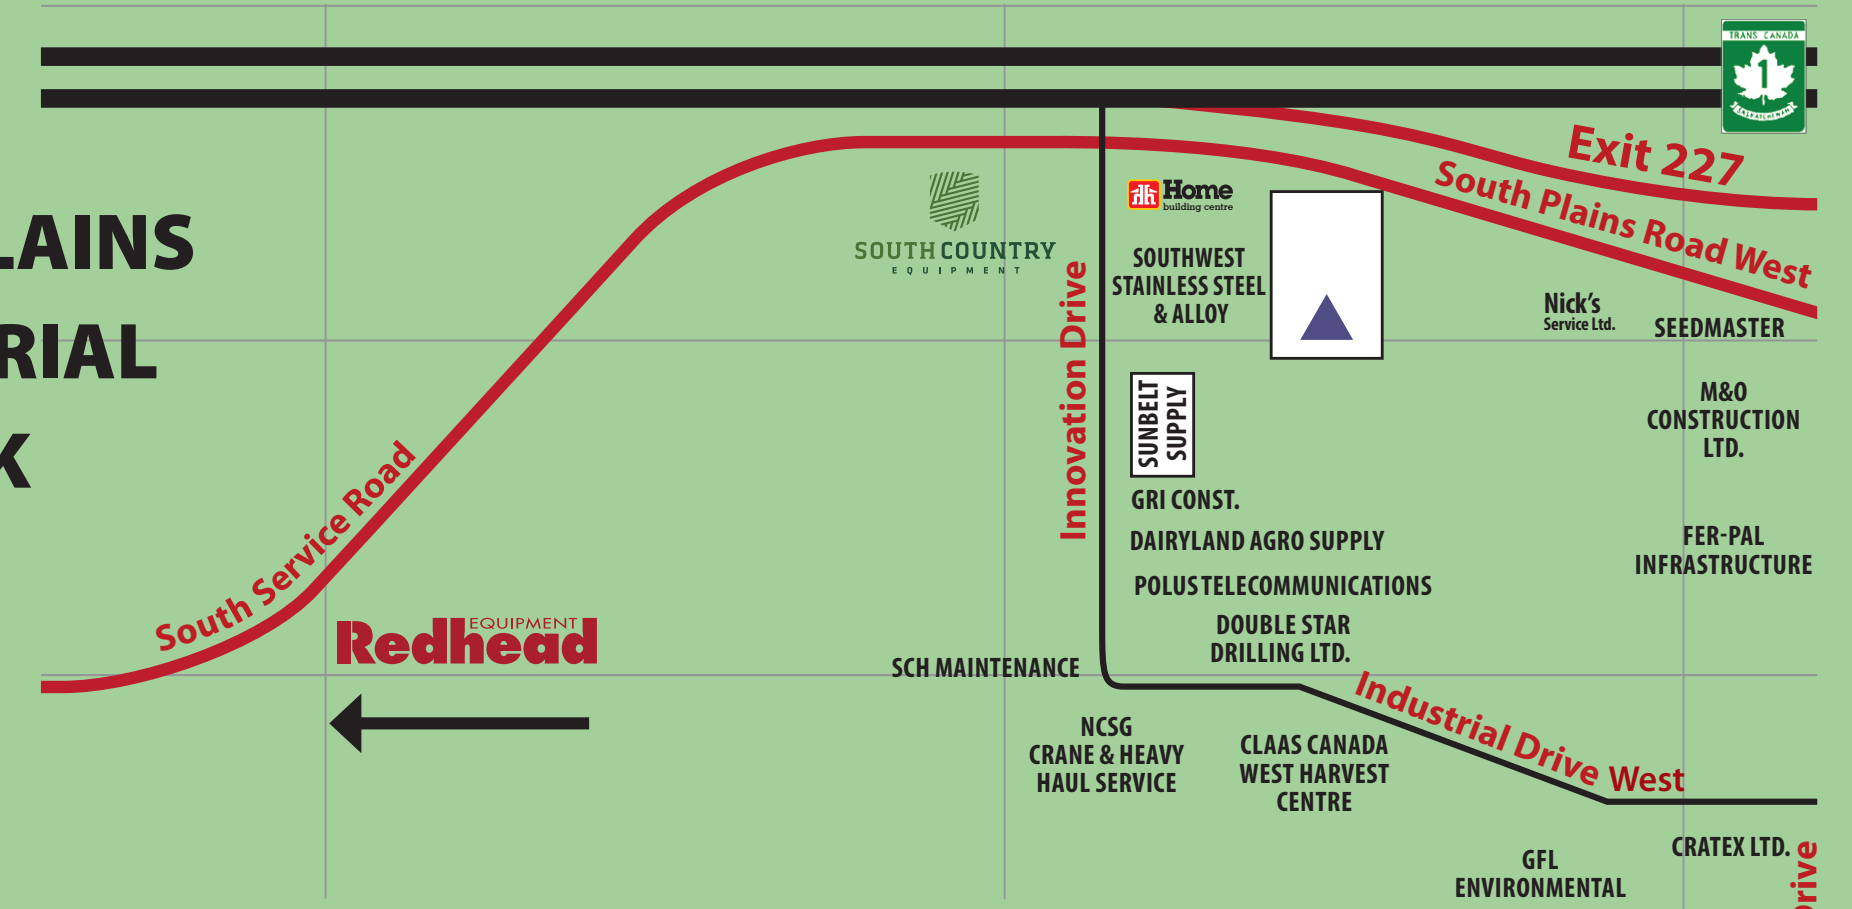 TRANS CANADA
1
SASKATCHEWAN
Exit 227
South Plains Road West
LAINS
RIAL
K
SOUTH COUNTRY
EQUIPMENT
Home
building centre
SOUTHWEST
STAINLESS STEEL
& ALLOY
Innovation Drive
Nick's
Service Ltd.
SEEDMASTER
SUNBELT
SUPPLY
M&O
CONSTRUCTION
LTD.
GRI CONST.
DAIRYLAND AGRO SUPPLY
POLUS TELECOMMUNICATIONS
DOUBLE STAR
DRILLING LTD.
FER-PAL
INFRASTRUCTURE
South Service Road
EQUIPMENT
Redhead
SCH MAINTENANCE
NCSG
CRANE & HEAVY
HAUL SERVICE
CLAAS CANADA
WEST HARVEST
CENTRE
Industrial Drive West
GFL
ENVIRONMENTAL
CRATEX LTD.
Drive